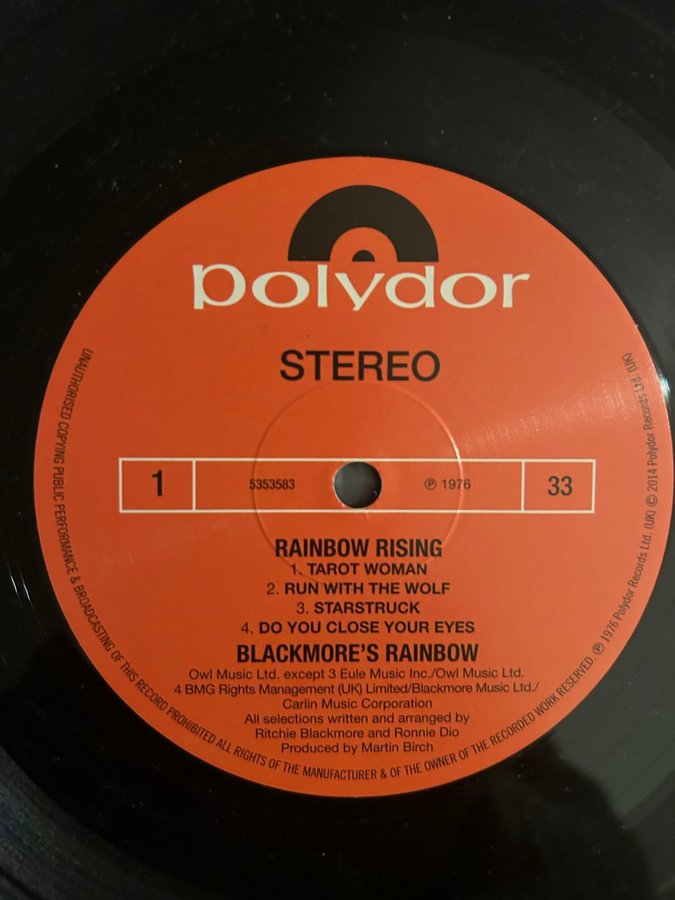 polydor
STEREO
1 5353583 ℗ 1976 33
RAINBOW RISING
1. TAROT WOMAN
2. RUN WITH THE WOLF
3. STARSTRUCK
4. DO YOU CLOSE YOUR EYES
BLACKMORE'S RAINBOW
Owl Music Ltd. except 3 Eule Music Inc./Owl Music Ltd.
4 BMG Rights Management (UK) Limited/Blackmore Music Ltd./
Carlin Music Corporation
All selections written and arranged by
Ritchie Blackmore and Ronnie Dio
Produced by Martin Birch
UNAUTHORISED COPYING PUBLIC PERFORMANCE & BROADCASTING OF THIS RECORD PROHIBITED ALL RIGHTS OF THE MANUFACTURER & OF THE OWNER OF THE RECORDED WORK RESERVED. ℗ 1976 Polydor Records Ltd. (UK) © 2014 Polydor Records Ltd. (UK)